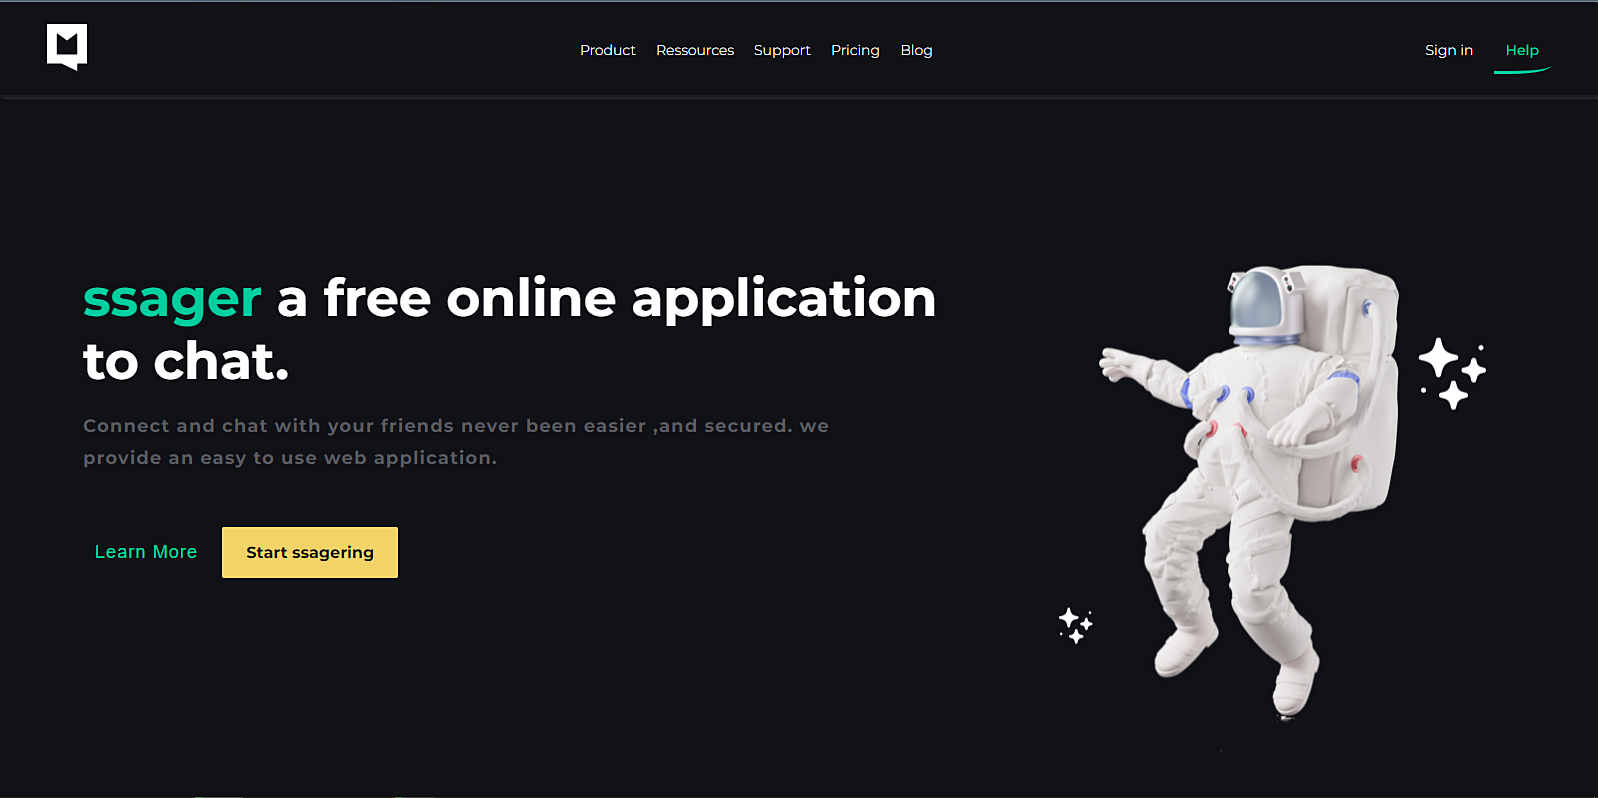 Product Ressources Support Pricing Blog Sign in Help
ssager a free online application
to chat.
Connect and chat with your friends never been easier ,and secured. we
provide an easy to use web application.
Learn More Start ssagering